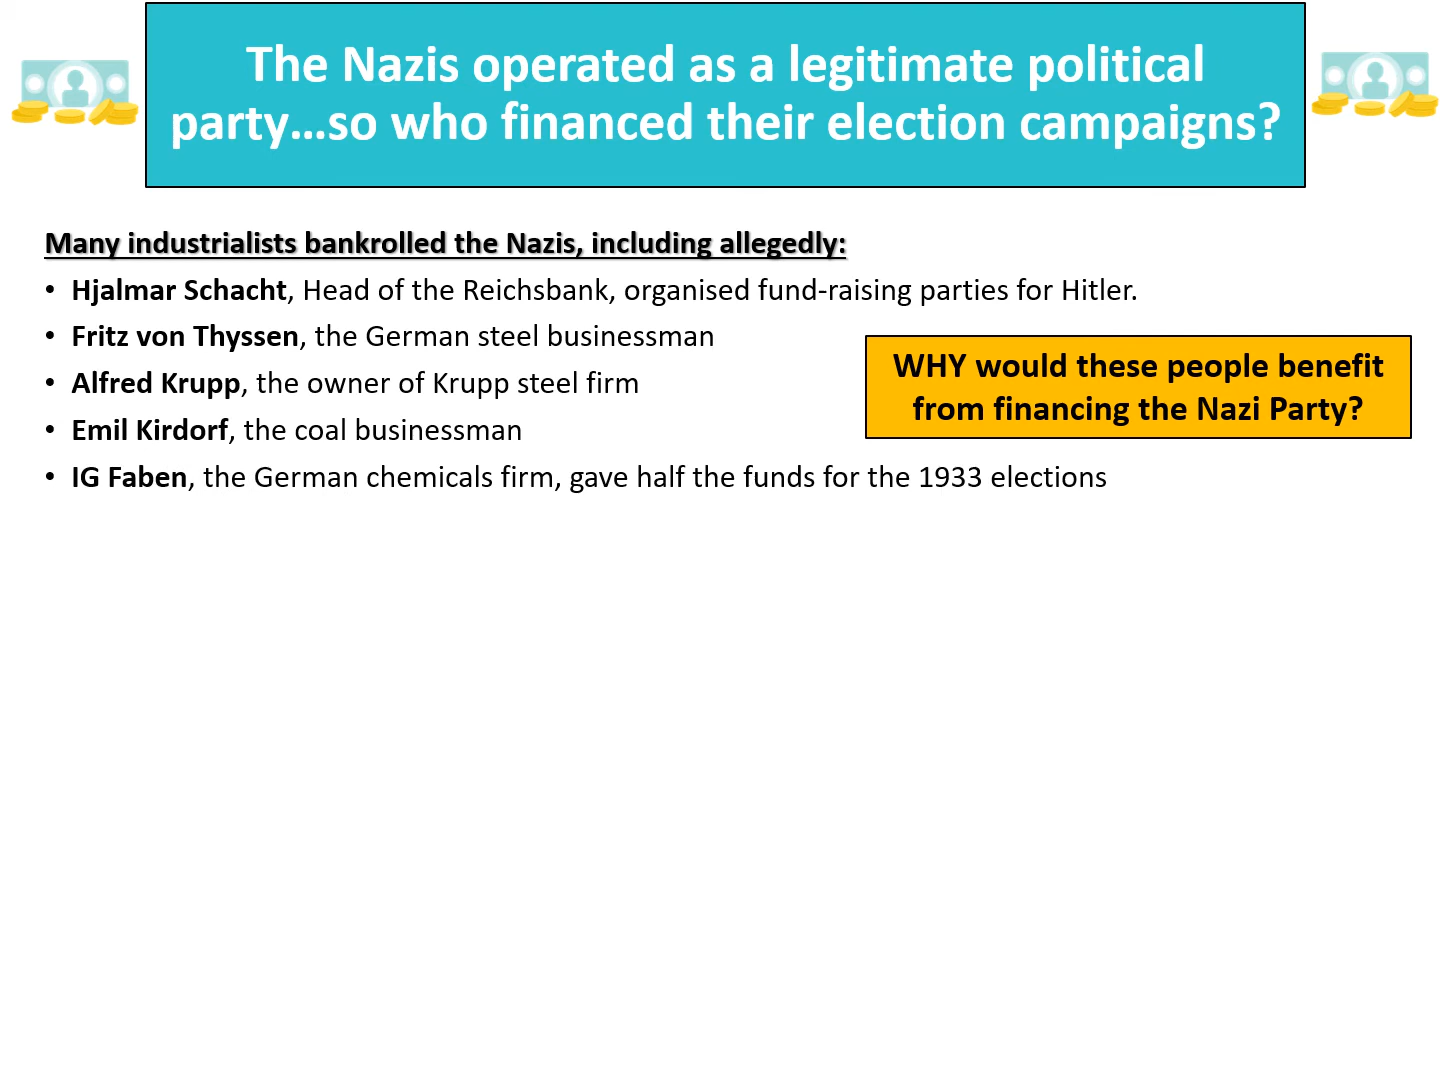 The Nazis operated as a legitimate political
party...so who financed their election campaigns?
Many industrialists bankrolled the Nazis, including allegedly:
• Hjalmar Schacht, Head of the Reichsbank, organised fund-raising parties for Hitler.
• Fritz von Thyssen, the German steel businessman
• Alfred Krupp, the owner of Krupp steel firm
• Emil Kirdorf, the coal businessman
• IG Faben, the German chemicals firm, gave half the funds for the 1933 elections
WHY would these people benefit
from financing the Nazi Party?